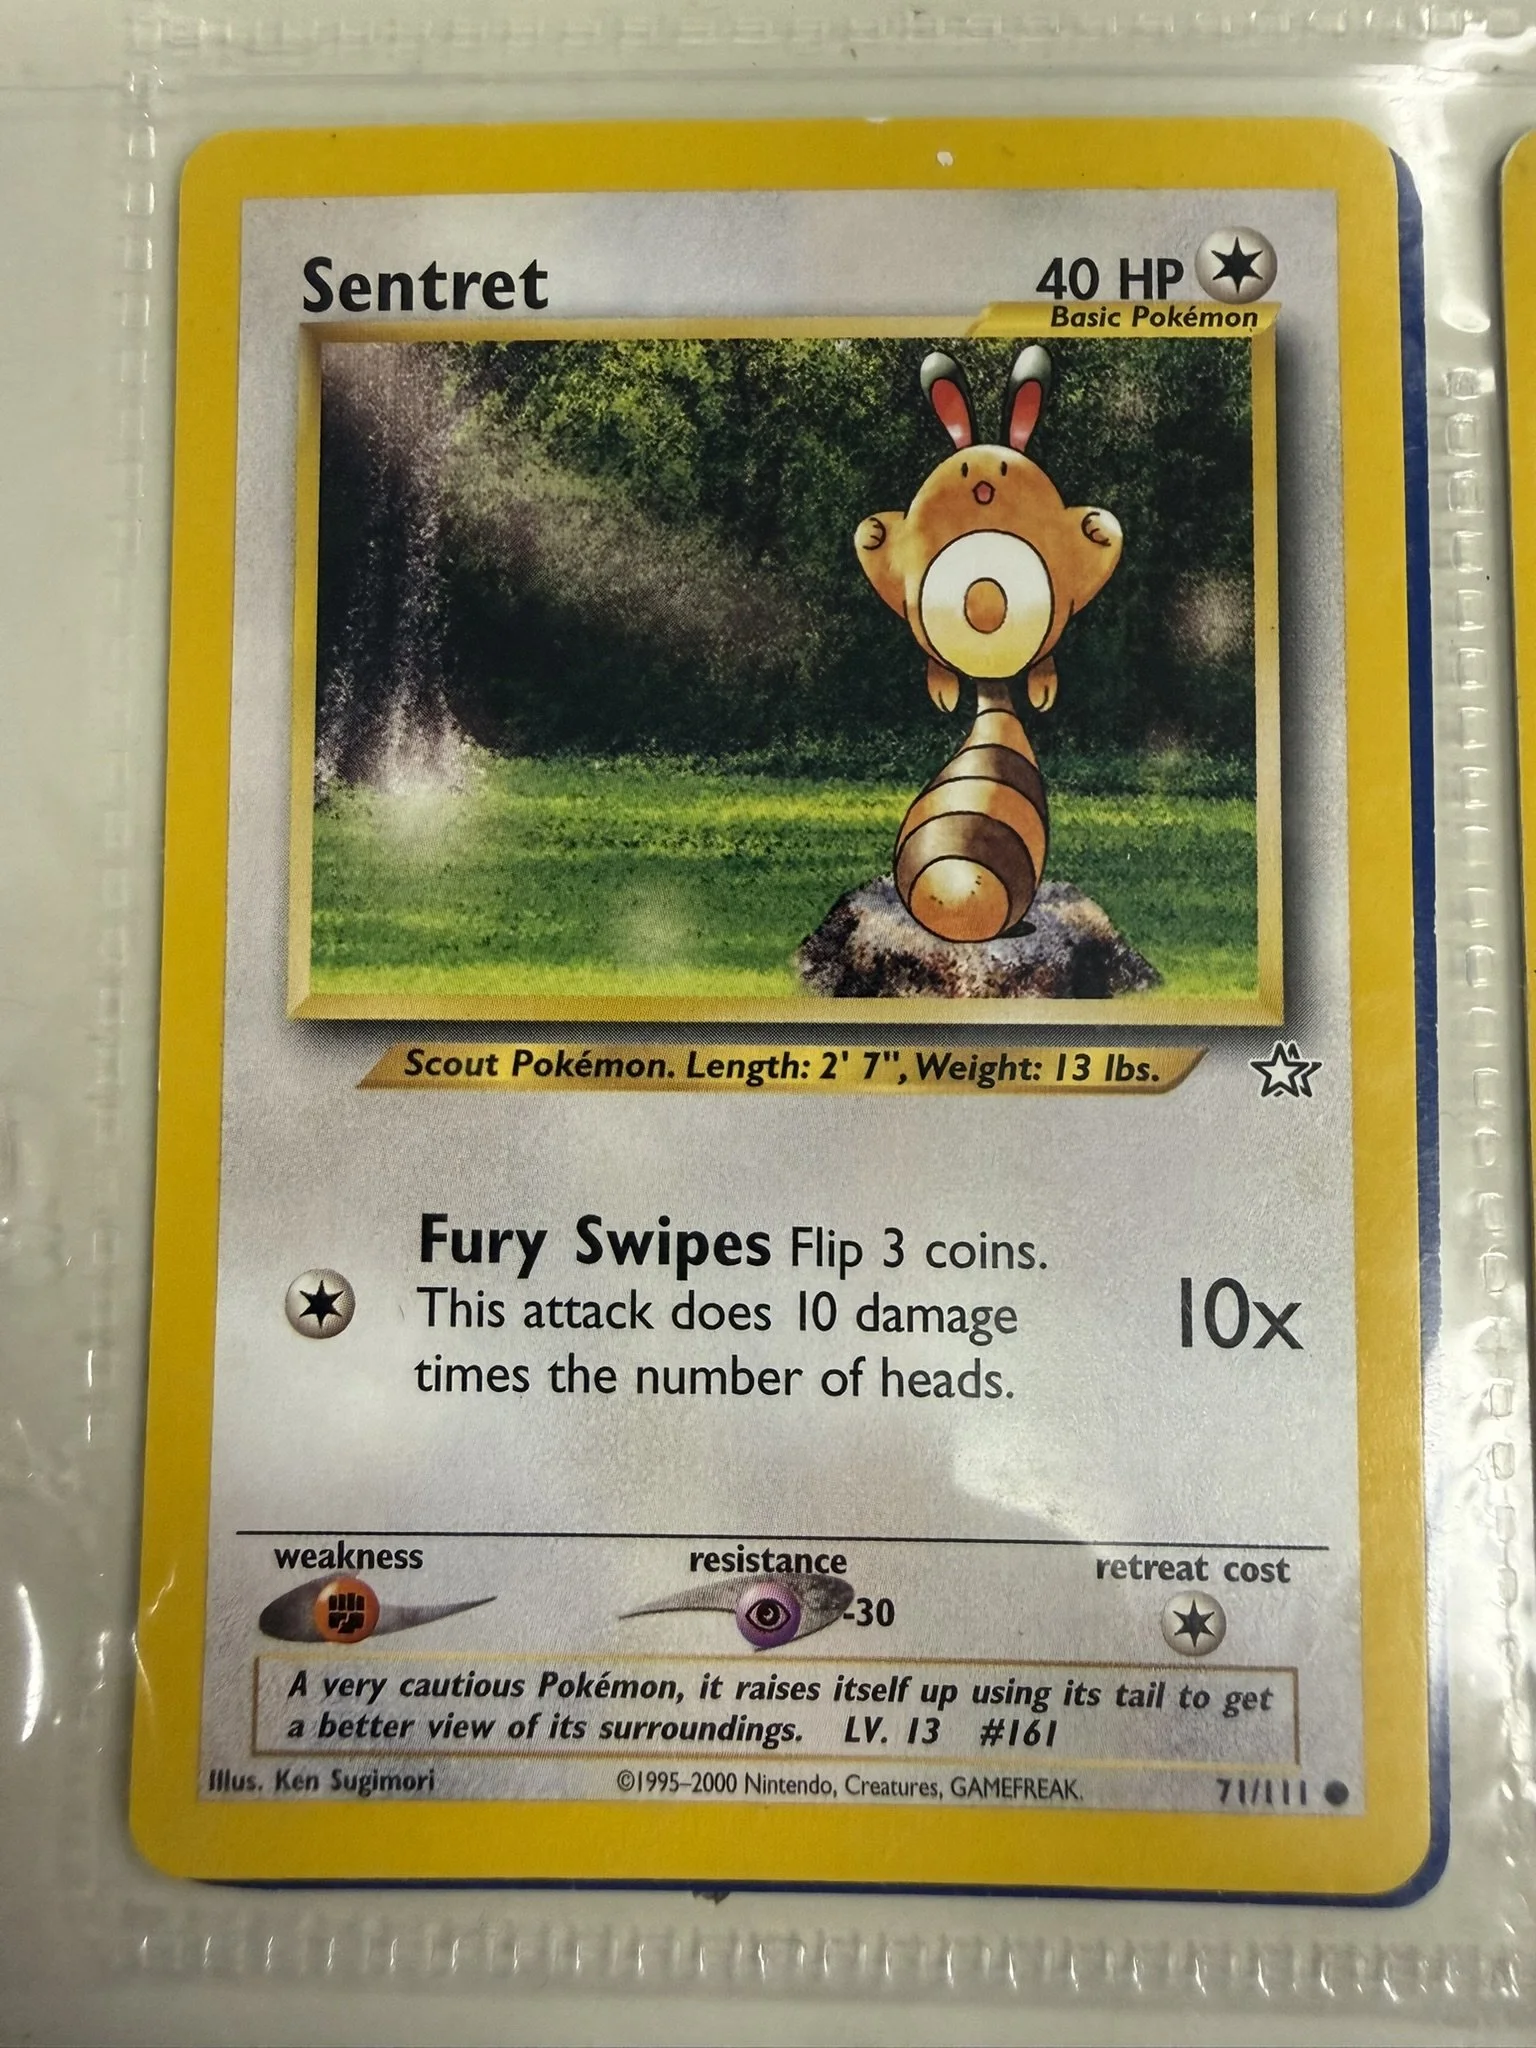 Sentret
40 HP
Basic Pokémon
Scout Pokémon. Length: 2' 7", Weight: 13 lbs.
Fury Swipes Flip 3 coins.
This attack does 10 damage
times the number of heads.
10x
weakness
resistance
retreat cost
-30
A very cautious Pokémon, it raises itself up using its tail to get
a better view of its surroundings. LV. 13 #161
Illus. Ken Sugimori
©1995–2000 Nintendo, Creatures, GAMEFREAK.
71/111